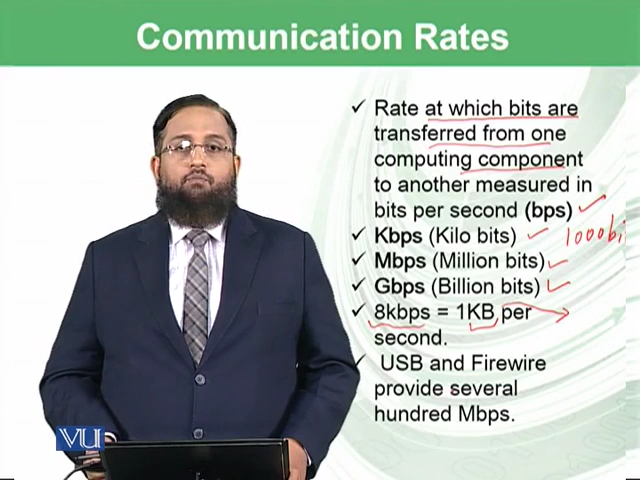 Communication Rates
✓ Rate at which bits are
transferred from one
computing component
to another measured in
bits per second (bps)
✓ Kbps (Kilo bits) 1000bi
✓ Mbps (Million bits)
✓ Gbps (Billion bits)
✓ 8kbps = 1KB per
second.
✓ USB and Firewire
provide several
hundred Mbps.
VU